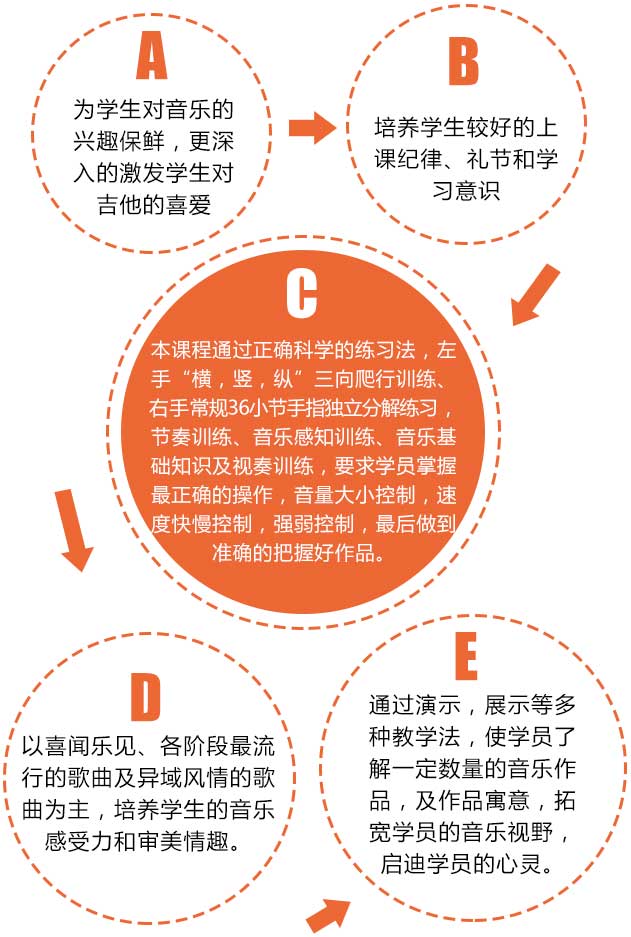 A
为学生对音乐的
兴趣保鲜，更深
入的激发学生对
吉他的喜爱
B
培养学生较好的上
课纪律、礼节和学
习意识
C
本课程通过正确科学的练习法，左
手“横，竖，纵”三向爬行训练、
右手常规36小节手指独立分解练习，
节奏训练、音乐感知训练、音乐基
础知识及视奏训练，要求学员掌握
最正确的操作，音量大小控制，速
度快慢控制，强弱控制，最后做到
准确的把握好作品。
D
以喜闻乐见、各阶段最流
行的歌曲及异域风情的歌
曲为主，培养学生的音乐
感受力和审美情趣。
E
通过演示，展示等多
种教学法，使学员了
解一定数量的音乐作
品，及作品寓意，拓
宽学员的音乐视野，
启迪学员的心灵。